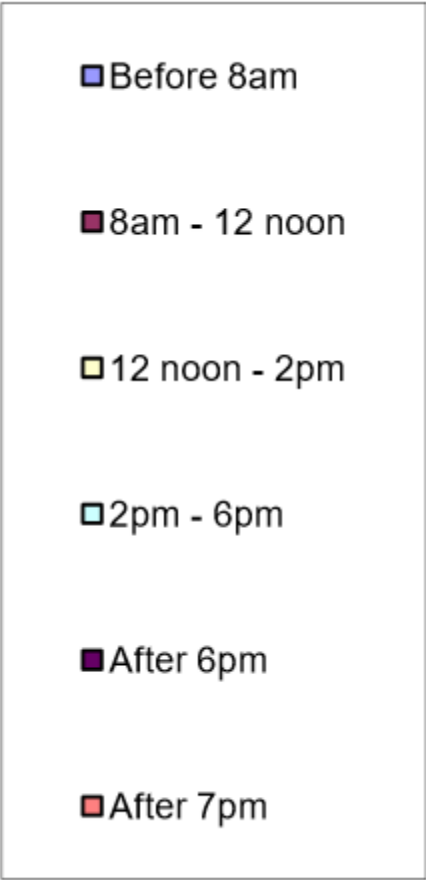 Before 8am
8am - 12 noon
12 noon - 2pm
2pm - 6pm
After 6pm
After 7pm